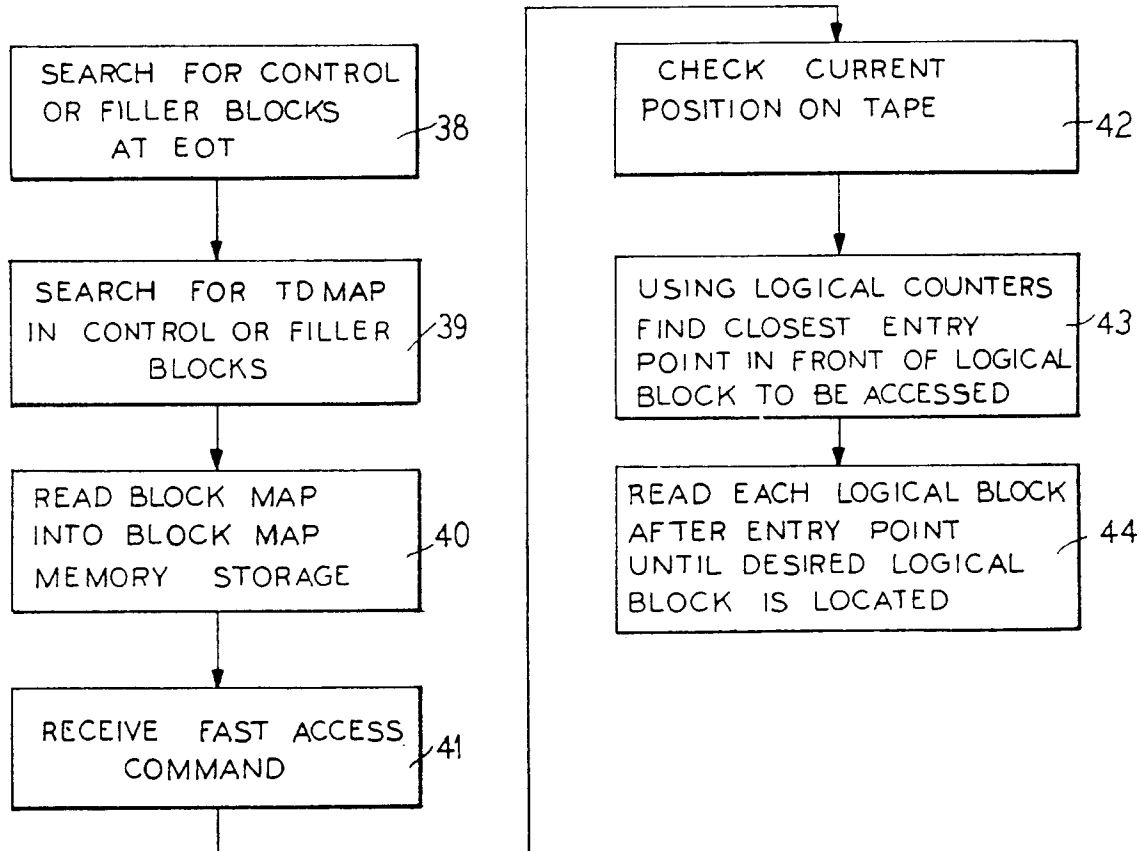 SEARCH FOR CONTROL
OR FILLER BLOCKS
AT EOT
38
SEARCH FOR TDMAP
IN CONTROL OR FILLER
BLOCKS
39
READ BLOCK MAP
INTO BLOCK MAP
MEMORY STORAGE
40
RECEIVE FAST ACCESS
COMMAND
41
CHECK CURRENT
POSITION ON TAPE
42
USING LOGICAL COUNTERS
FIND CLOSEST ENTRY
POINT IN FRONT OF LOGICAL
BLOCK TO BE ACCESSED
43
READ EACH LOGICAL BLOCK
AFTER ENTRY POINT
UNTIL DESIRED LOGICAL
BLOCK IS LOCATED
44